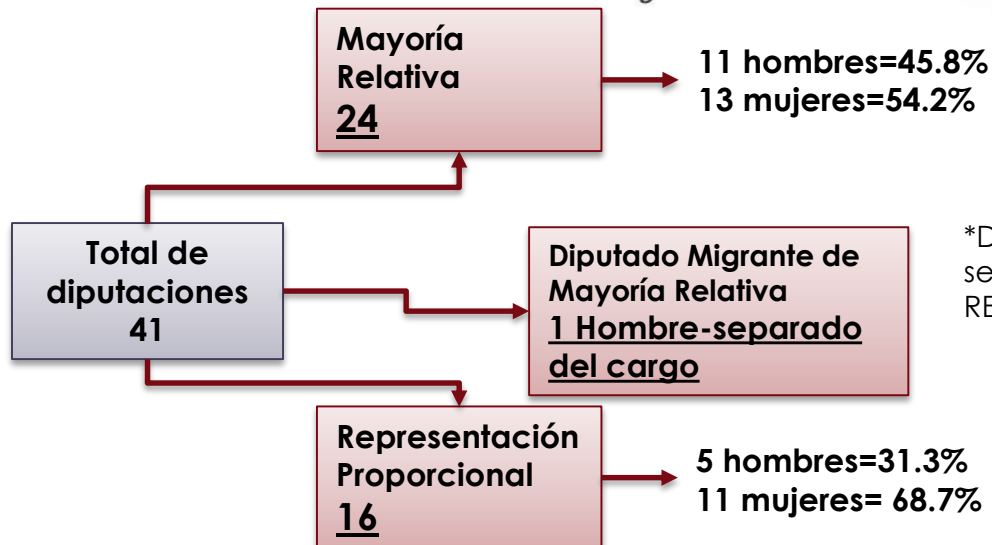 Mayoría
Relativa
24
11 hombres=45.8%
13 mujeres=54.2%
Total de
diputaciones
41
Diputado Migrante de
Mayoría Relativa
1 Hombre-separado
del cargo
Representación
Proporcional
16
5 hombres=31.3%
11 mujeres= 68.7%